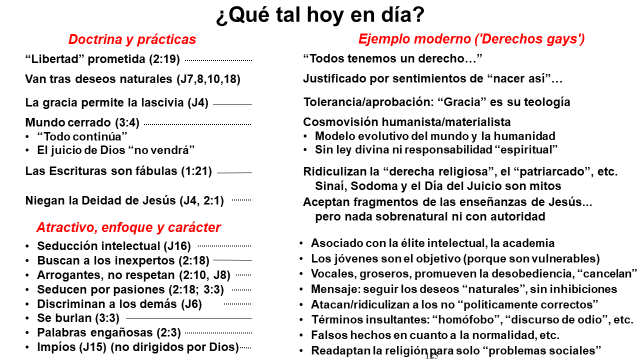 ¿Qué tal hoy en día?
Doctrina y prácticas
“Libertad” prometida (2:19)
Van tras deseos naturales (J7,8,10,18)
La gracia permite la lascivia (J4)
Mundo cerrado (3:4)
• “Todo continúa”
• El juicio de Dios “no vendrá”
Las Escrituras son fábulas (1:21)
Niegan la Deidad de Jesús (J4, 2:1)
Atractivo, enfoque y carácter
• Seducción intelectual (J16)
• Buscan a los inexpertos (2:18)
• Arrogantes, no respetan (2:10, J8)
• Seducen por pasiones (2:18; 3:3)
• Discriminan a los demás (J6)
• Se burlan (3:3)
• Palabras engañosas (2:3)
• Impíos (J15) (no dirigidos por Dios)
Ejemplo moderno ('Derechos gays')
“Todos tenemos un derecho…”
Justificado por sentimientos de “nacer así”…
Tolerancia/aprobación: “Gracia” es su teología
Cosmovisión humanista/materialista
• Modelo evolutivo del mundo y la humanidad
• Sin ley divina ni responsabilidad “espiritual”
Ridiculizan la “derecha religiosa”, el “patriarcado”, etc.
Sinaí, Sodoma y el Día del Juicio son mitos
Aceptan fragmentos de las enseñanzas de Jesús...
pero nada sobrenatural ni con autoridad
• Asociado con la élite intelectual, la academia
• Los jóvenes son el objetivo (porque son vulnerables)
• Vocales, groseros, promueven la desobediencia, “cancelan”
• Mensaje: seguir los deseos “naturales”, sin inhibiciones
• Atacan/ridiculizan a los no “politicamente correctos”
• Términos insultantes: “homófobo”, “discurso de odio”, etc.
• Falsos hechos en cuanto a la normalidad, etc.
• Readaptan la religión para solo “problemas sociales”